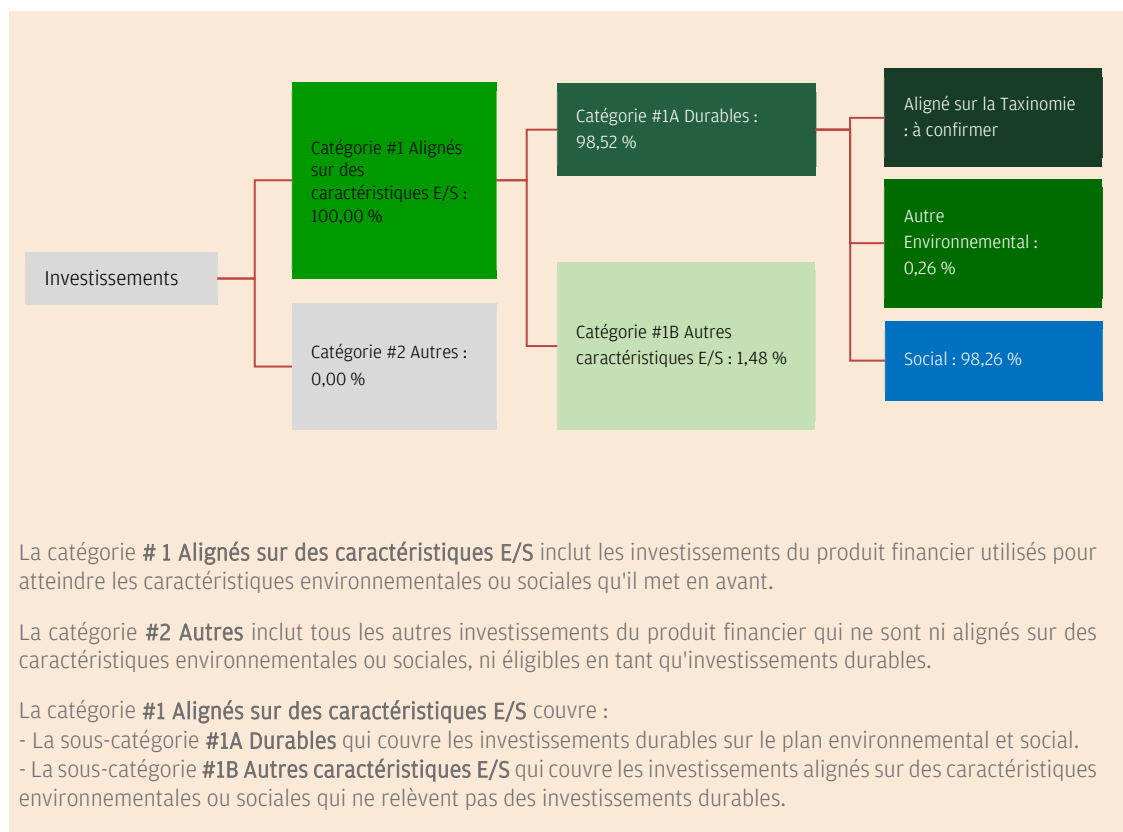 Investissements
Catégorie #1 Alignés
sur des
caractéristiques E/S :
100,00 %
Catégorie #2 Autres :
0,00 %
Catégorie #1A Durables :
98,52 %
Catégorie #1B Autres
caractéristiques E/S : 1,48 %
Aligné sur la Taxinomie
: à confirmer
Autre
Environnemental :
0,26 %
Social : 98,26 %
La catégorie # 1 Alignés sur des caractéristiques E/S inclut les investissements du produit financier utilisés pour
atteindre les caractéristiques environnementales ou sociales qu'il met en avant.
La catégorie #2 Autres inclut tous les autres investissements du produit financier qui ne sont ni alignés sur des
caractéristiques environnementales ou sociales, ni éligibles en tant qu'investissements durables.
La catégorie #1 Alignés sur des caractéristiques E/S couvre :
- La sous-catégorie #1A Durables qui couvre les investissements durables sur le plan environnemental et social.
- La sous-catégorie #1B Autres caractéristiques E/S qui couvre les investissements alignés sur des caractéristiques
environnementales ou sociales qui ne relèvent pas des investissements durables.